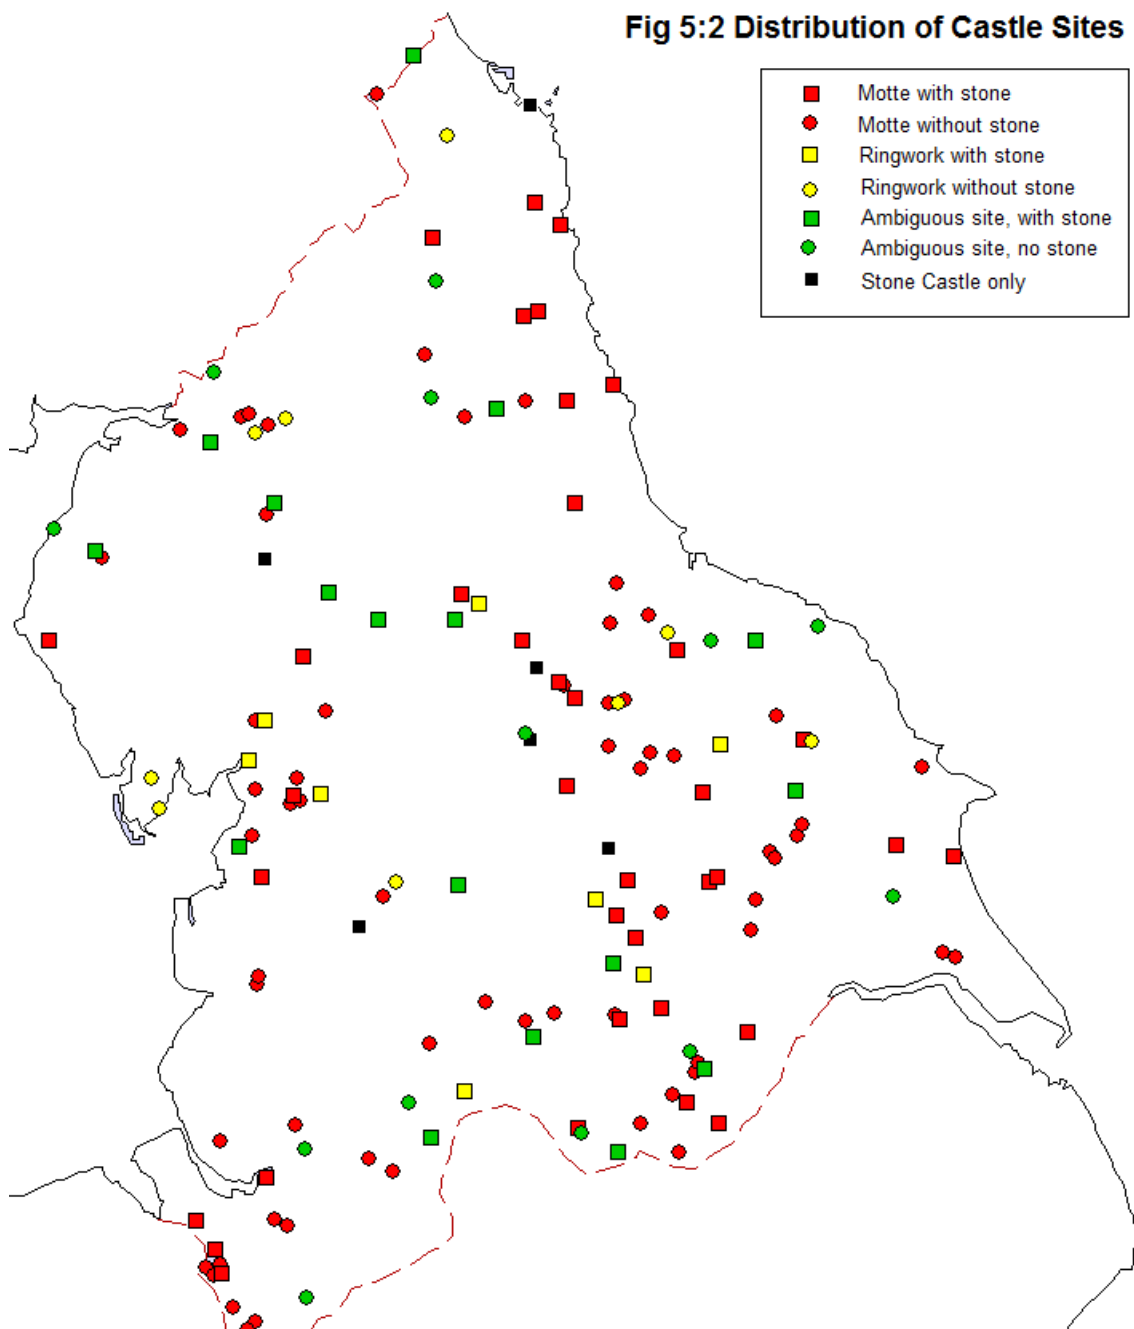 Fig 5:2 Distribution of Castle Sites
Motte with stone
Motte without stone
Ringwork with stone
Ringwork without stone
Ambiguous site, with stone
Ambiguous site, no stone
Stone Castle only